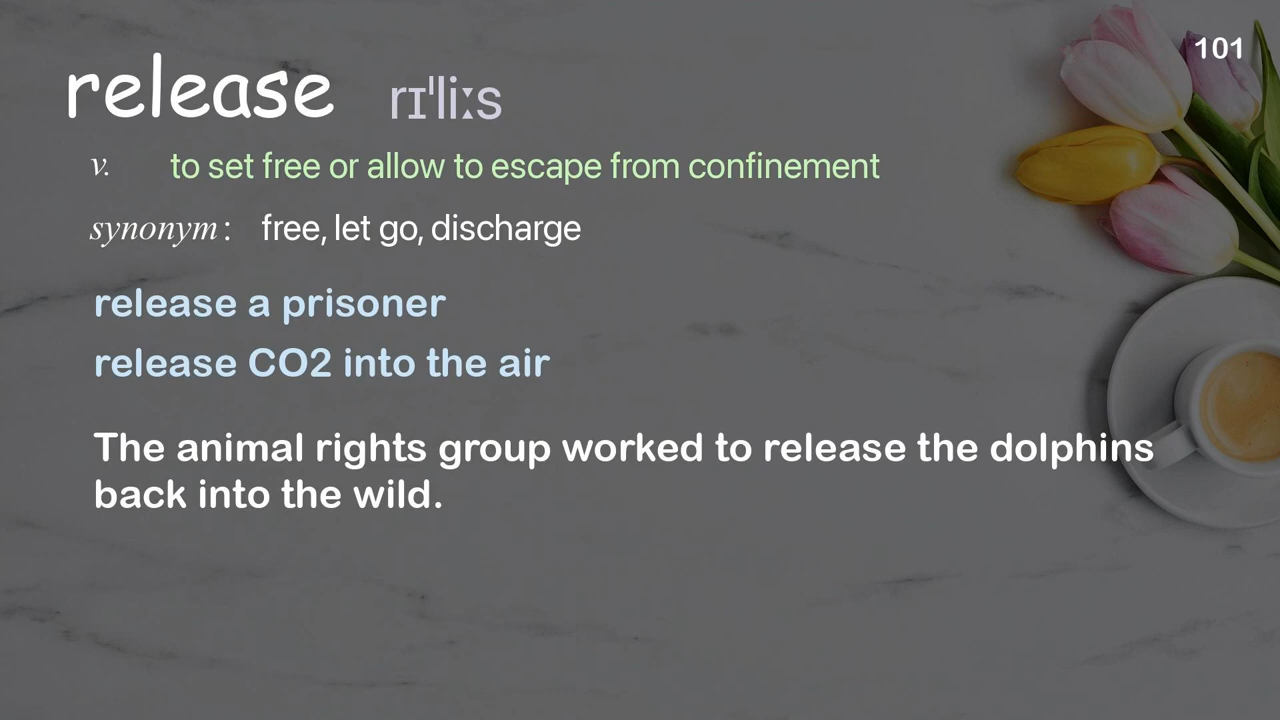 101
release rɪˈliːs
v. to set free or allow to escape from confinement
synonym: free, let go, discharge
release a prisoner
release CO2 into the air
The animal rights group worked to release the dolphins
back into the wild.